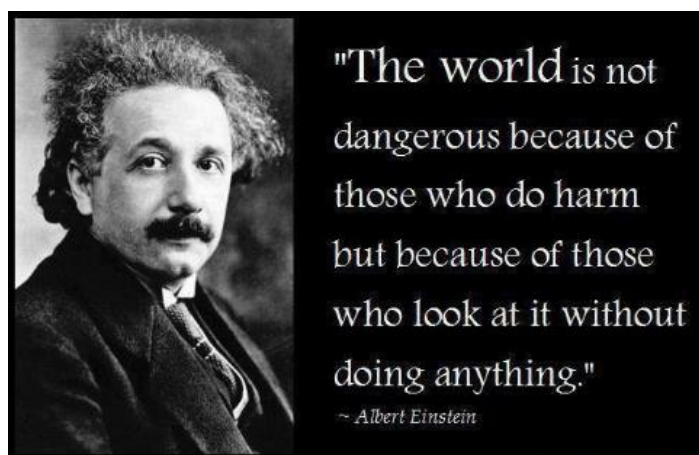 "The world is not
dangerous because of
those who do harm
but because of those
who look at it without
doing anything."
~ Albert Einstein